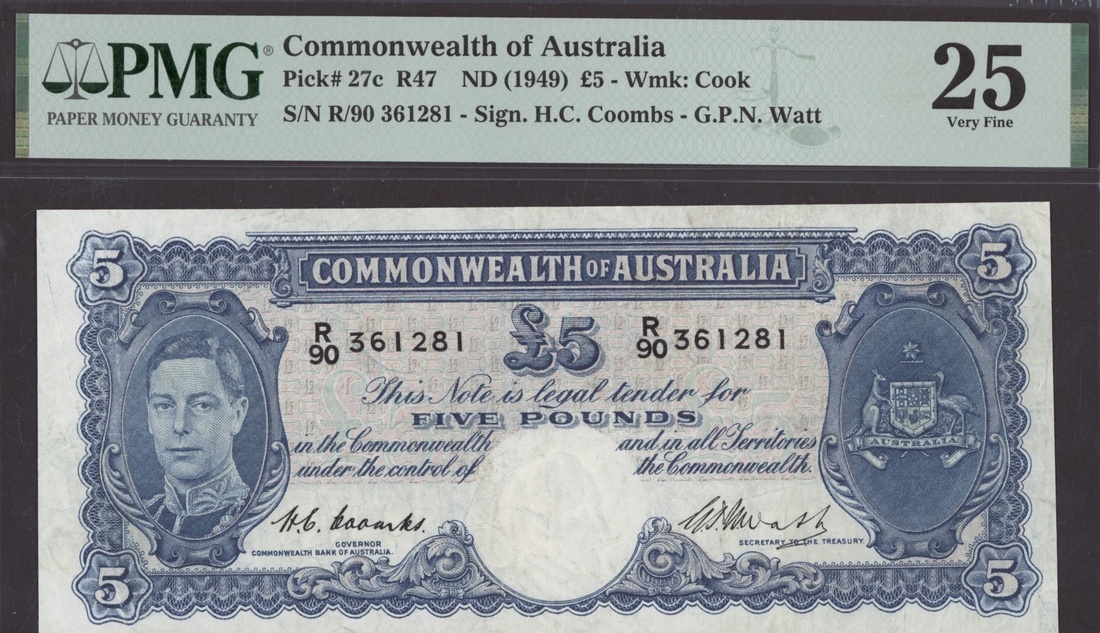 PMG®
PAPER MONEY GUARANTY
Commonwealth of Australia
Pick# 27c R47 ND (1949) £5 - Wmk: Cook
S/N R/90 361281 - Sign. H.C. Coombs - G.P.N. Watt
25
Very Fine
5 5
COMMONWEALTH OF AUSTRALIA
R/90 361281 £5 R/90 361281
This Note is legal tender for
FIVE POUNDS
in the Commonwealth and in all Territories
under the control of the Commonwealth.
AUSTRALIA
H.C. Coombs.
GOVERNOR
COMMONWEALTH BANK OF AUSTRALIA.
SECRETARY TO THE TREASURY.
5 5